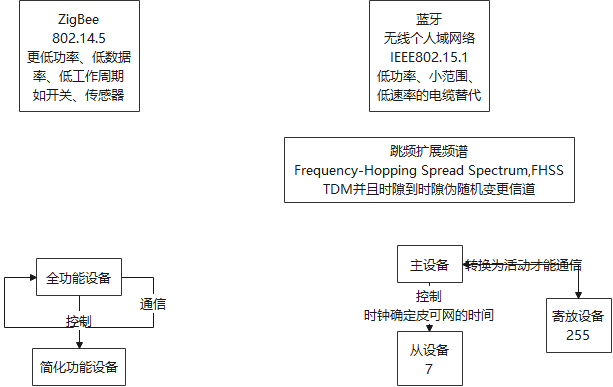 ZigBee
802.14.5
更低功率、低数据
率、低工作周期
如开关、传感器
蓝牙
无线个人域网络
IEEE802.15.1
低功率、小范围、
低速率的电缆替代
跳频扩展频谱
Frequency-Hopping Spread Spectrum,FHSS
TDM并且时隙到时隙伪随机变更信道
全功能设备
通信
控制
简化功能设备
主设备
转换为活动才能通信
控制
时钟确定皮可网的时间
寄放设备
255
从设备
7